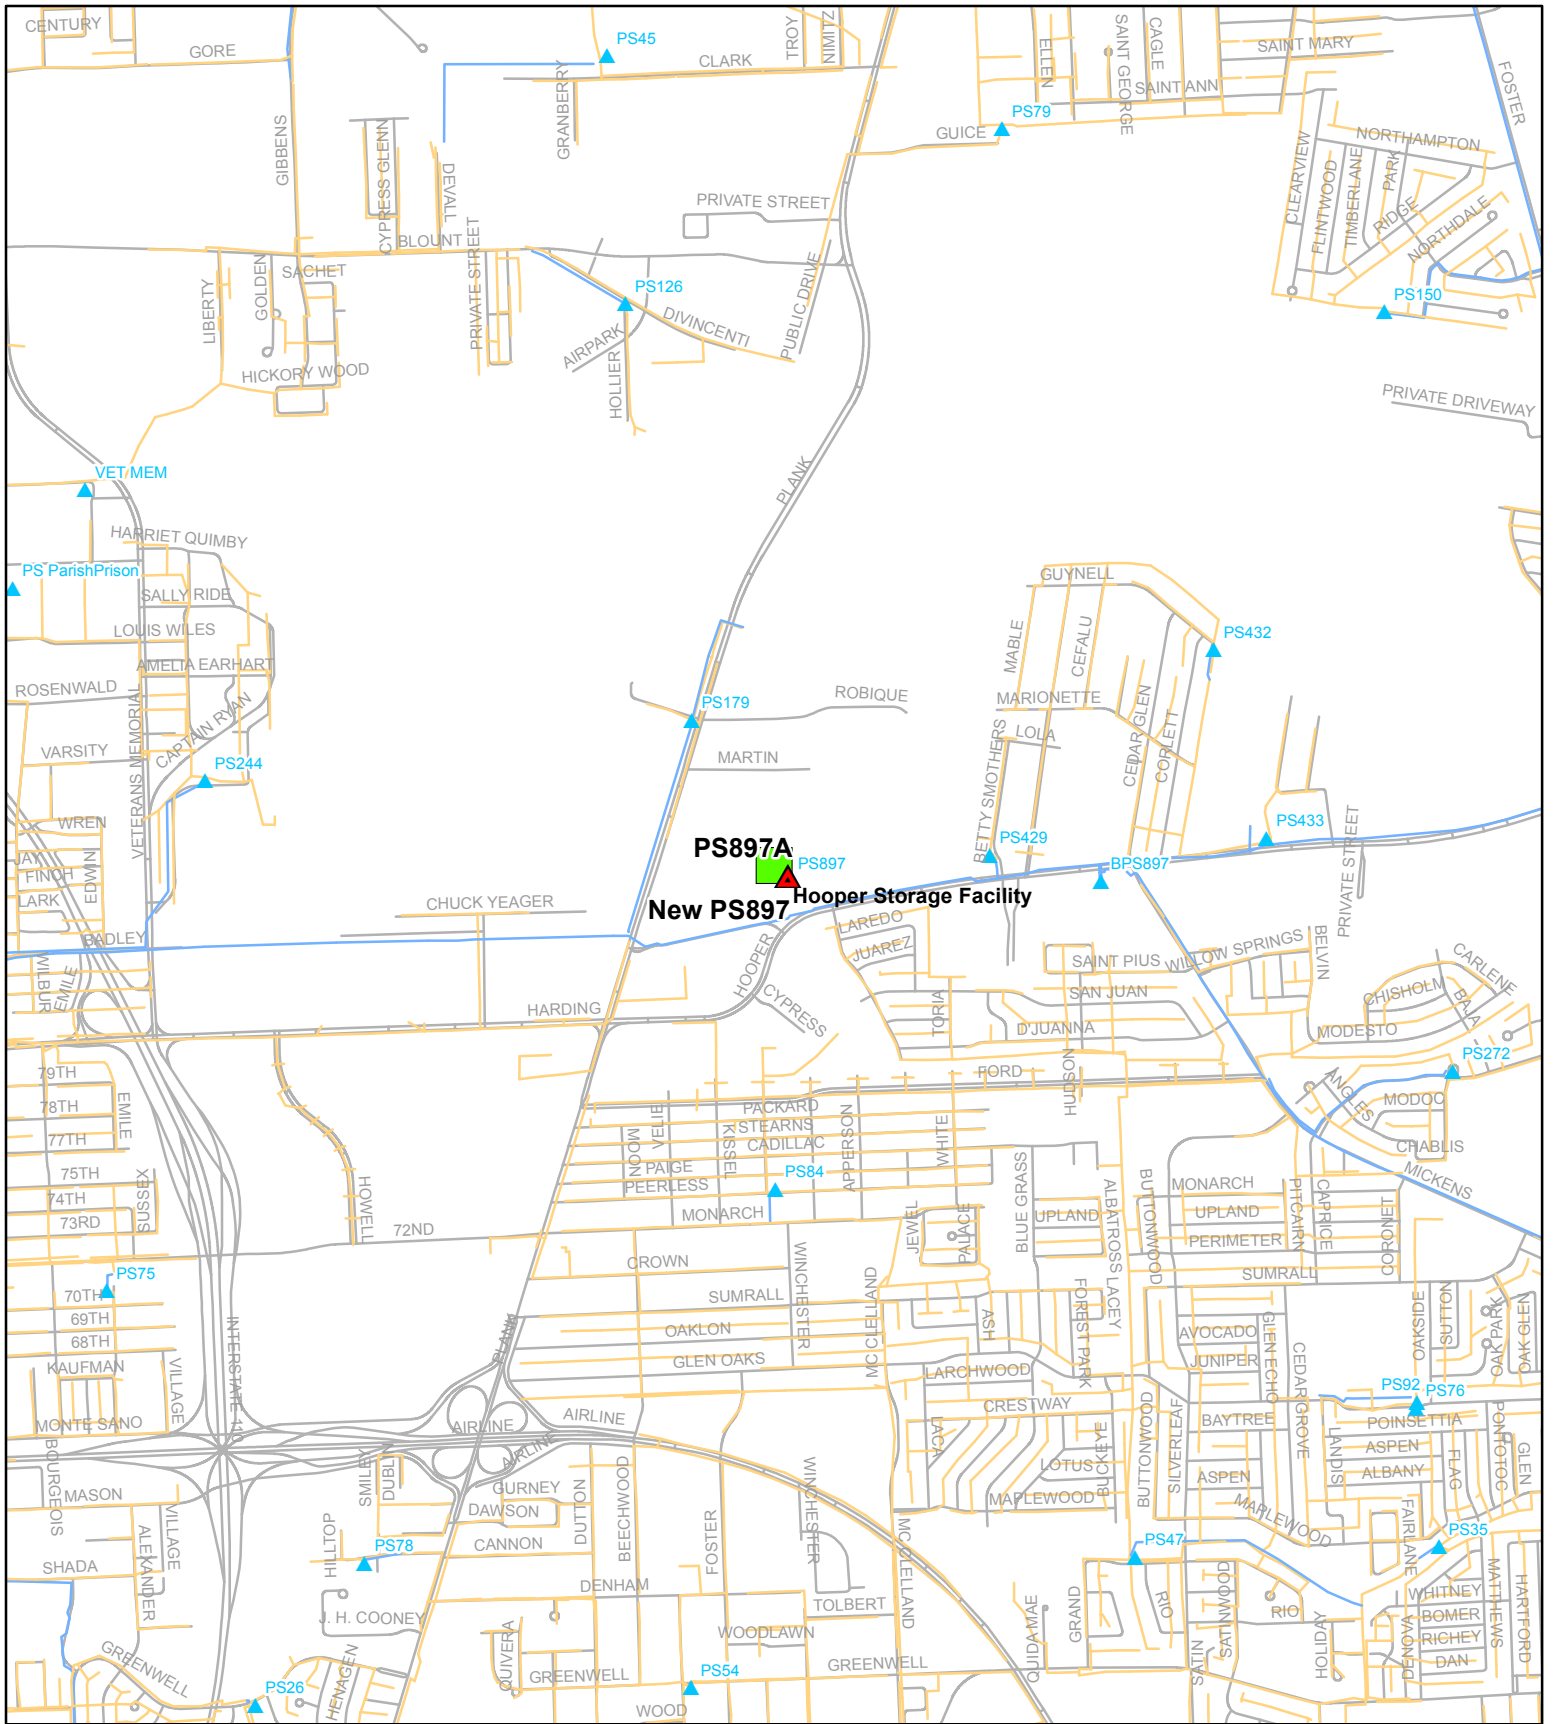 CENTURY
GORE
PS45
CLARK
TROY
NIMITZ
ELLEN
SAINT GEORGE
CAGLE
SAINT MARY
FOSTER
SAINT ANN
GRANBERRY
GIBBENS
CYPRESS GLENN
DEVALL
PS79
GUICE
NORTHAMPTON
CLEARVIEW
FLINTWOOD
TIMBERLANE
PARK
RIDGE
NORTHDALE
PRIVATE STREET
BLOUNT
PRIVATE STREET
SACHET
GOLDEN
LIBERTY
PS126
DIVINCENTI
PUBLIC DRIVE
AIRPARK
HOLLIER
PS150
HICKORY WOOD
PRIVATE DRIVEWAY
PLANK
VET MEM
HARRIET QUIMBY
PS ParishPrison
SALLY RIDE
LOUIS WILES
AMELIA EARHART
ROSENWALD
CAPTAIN RYAN
VETERANS MEMORIAL
VARSITY
PS244
GUYNELL
MABLE
CEFALU
PS432
MARIONETTE
LOLA
CEDAR GLEN
CORLETT
BETTY SMOTHERS
ROBIQUE
PS179
MARTIN
WREN
JAY
FINCH
LARK
EDWIN
PS897A
PS897
Hooper Storage Facility
New PS897
PS429
BPS897
PS433
PRIVATE STREET
CHUCK YEAGER
BADLEY
WILBUR
EMILE
HARDING
HOOPER
CYPRESS
LAREDO
JUAREZ
TORIA
SAINT PIUS
WILLOW SPRINGS
BELVIN
SAN JUAN
D'JUANNA
CHISHOLM
CARLENE
BAJA
MODESTO
PS272
79TH
78TH
77TH
75TH
74TH
73RD
EMILE
SUSSEX
HOWELL
72ND
FORD
HUDSON
ANGLES
MODOC
CHABLIS
MICKENS
PACKARD
STEARNS
CADILLAC
MOON
VELIE
KISSEL
APPERSON
WHITE
PAIGE
PEERLESS
PS84
MONARCH
JEWEL
PALACE
BLUE GRASS
UPLAND
ALBATROSS
LACEY
BUTTONWOOD
MONARCH
UPLAND
PERIMETER
PITCAIRN
CAPRICE
CORONET
SUMRALL
PS75
70TH
69TH
68TH
KAUFMAN
MONTE SANO
VILLAGE
INTERSTATE 110
CROWN
SUMRALL
OAKLON
GLEN OAKS
WINCHESTER
MC CLELLAND
ASH
FOREST PARK
LARCHWOOD
CRESTWAY
PLANK
AIRLINE
AIRLINE
AIRLINE
AVOCADO
JUNIPER
GLEN ECHO
CEDAR GROVE
OAKSIDE
SUTTON
OAK PARK
OAK GLEN
PS92
PS76
POINSETTIA
BAYTREE
LANDIS
ASPEN
ALBANY
FLAG
PONTOTOC
GLEN
BOURGEOIS
MASON
VILLAGE
ALEXANDER
SHADA
GREENWELL
SMILEY
DUBLIN
HILLTOP
PS78
GURNEY
DAWSON
CANNON
DUTTON
BEECHWOOD
FOSTER
WINCHESTER
DENHAM
TOLBERT
WOODLAWN
MC CLELLAND
J. H. COONEY
HENAGEN
PS26
QUIVERA
GREENWELL
PS54
WOOD
GREENWELL
LACA
LOTUS
MAPLEWOOD
BUCKEYE
BUTTONWOOD
SILVERLEAF
ASPEN
MAPLEWOOD
PS47
QUIDA MAE
GRAND
RIO
SATIN
SATINWOOD
RIO
HOLIDAY
FAIRLANE
PS35
DENOVA
WHITNEY
BOMER
RICHEY
DAN
MATTHEWS
HARTFORD